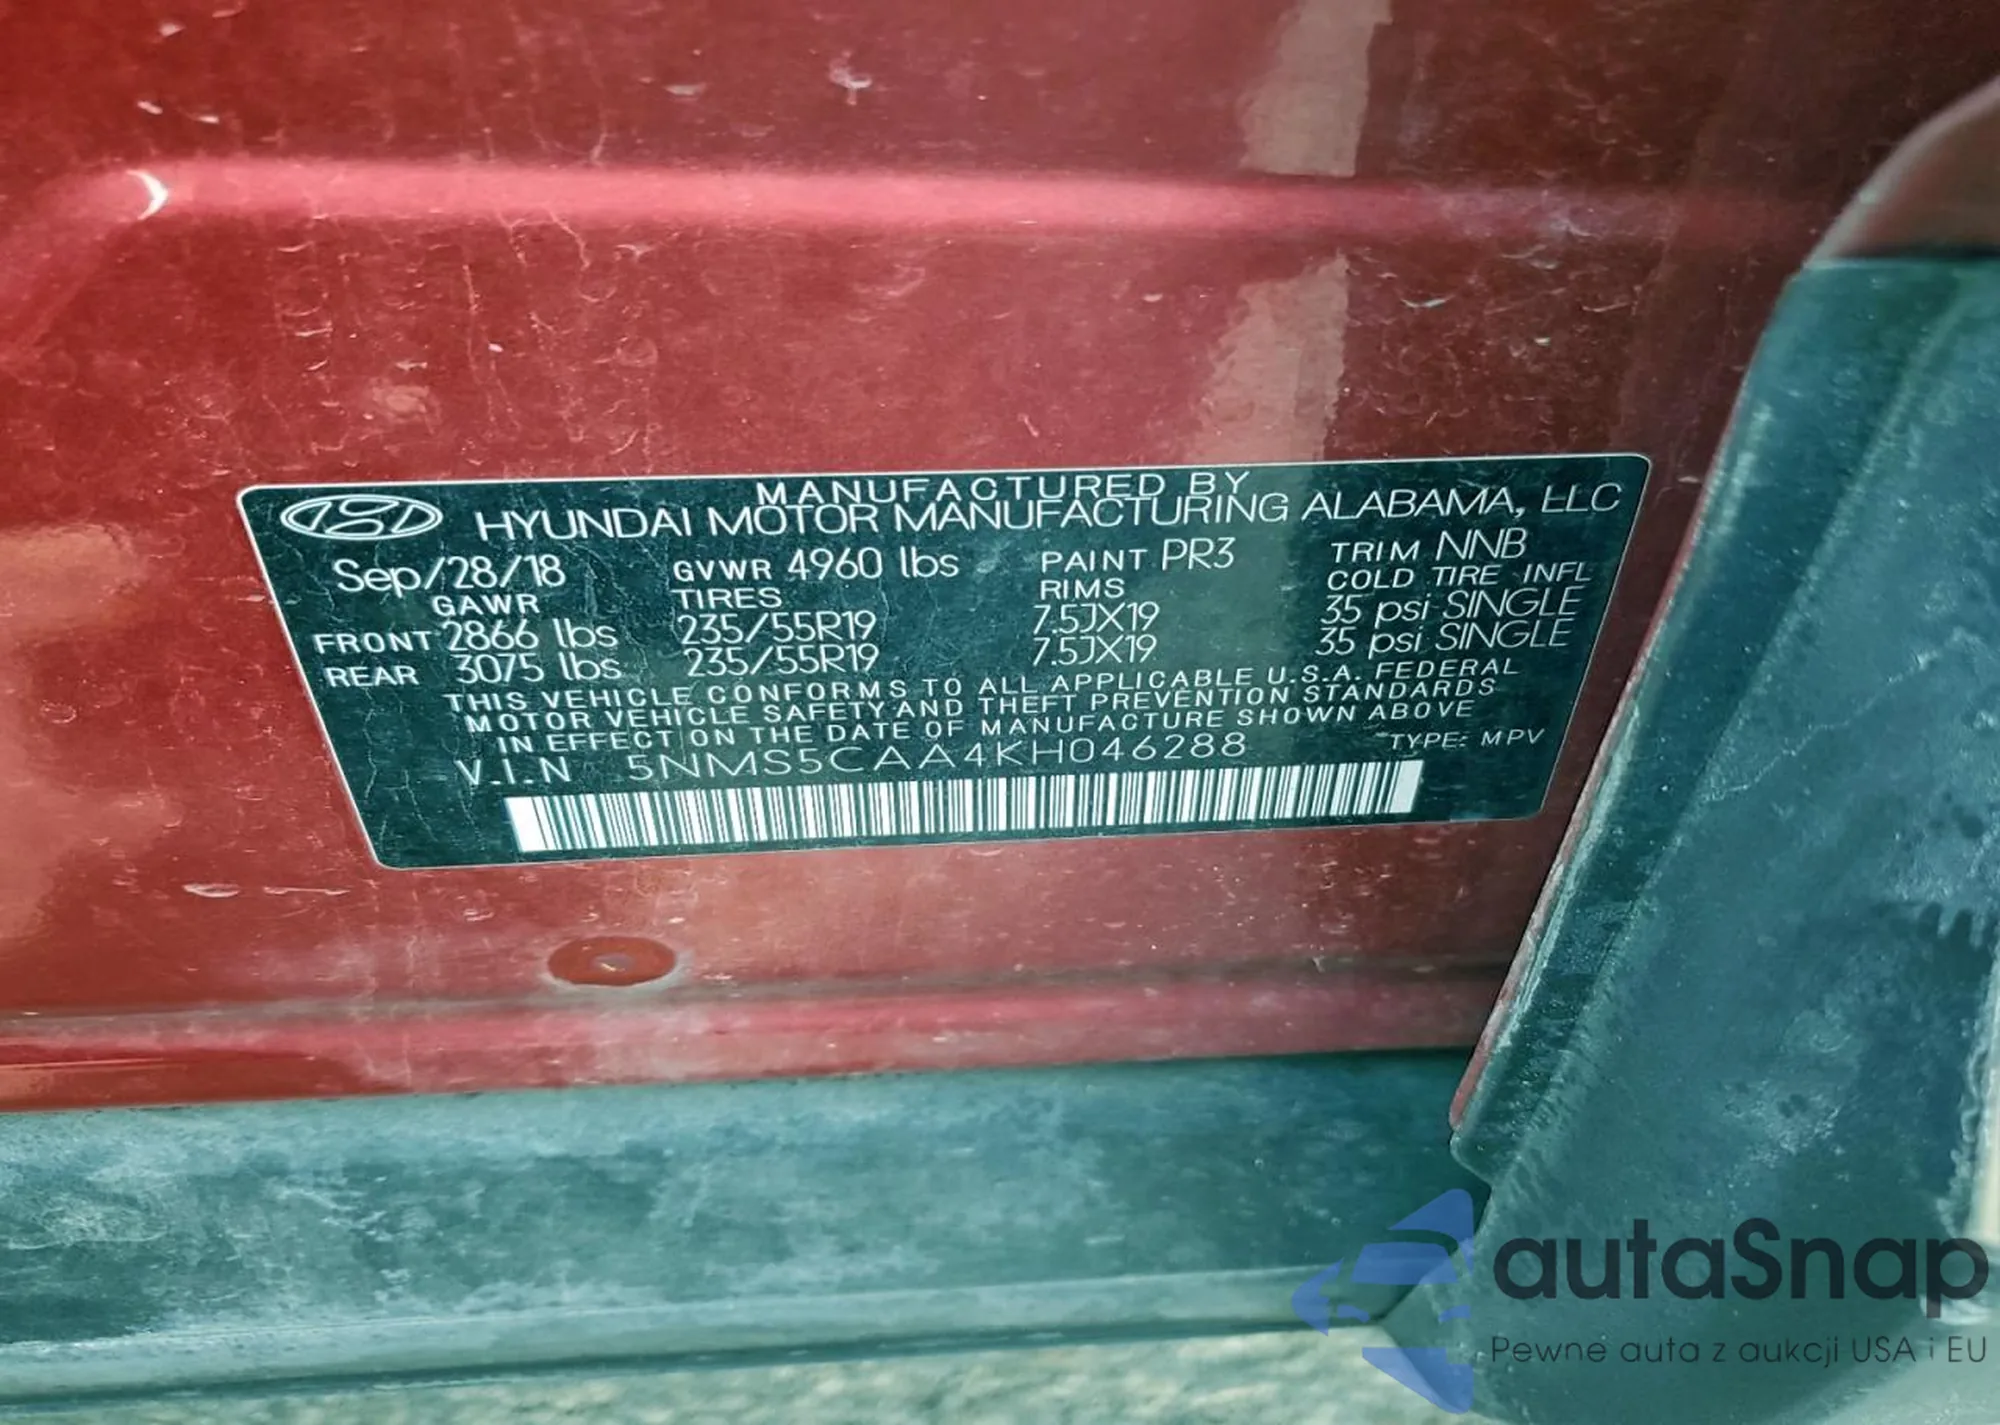 MANUFACTURED BY
HYUNDAI MOTOR MANUFACTURING ALABAMA, LLC
Sep/28/18 GVWR 4960 lbs PAINT PR3 TRIM NNB
GAWR TIRES RIMS COLD TIRE INFL
FRONT 2866 lbs 235/55R19 7.5JX19 35 psi SINGLE
REAR 3075 lbs 235/55R19 7.5JX19 35 psi SINGLE
THIS VEHICLE CONFORMS TO ALL APPLICABLE U.S.A. FEDERAL
MOTOR VEHICLE SAFETY AND THEFT PREVENTION STANDARDS
IN EFFECT ON THE DATE OF MANUFACTURE SHOWN ABOVE
V.I.N 5NMS5CAA4KH046288 TYPE: MPV
autaSnap
Pewne auta z aukcji USA i EU